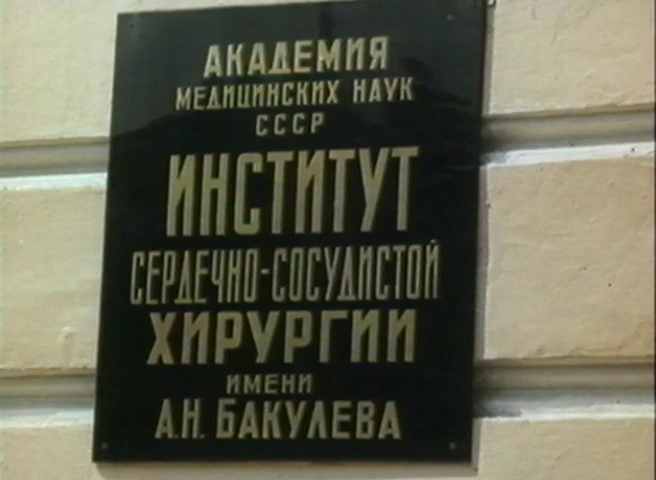 АКАДЕМИЯ
МЕДИЦИНСКИХ НАУК
СССР
ИНСТИТУТ
СЕРДЕЧНО-СОСУДИСТОЙ
ХИРУРГИИ
ИМЕНИ
А.Н. БАКУЛЕВА